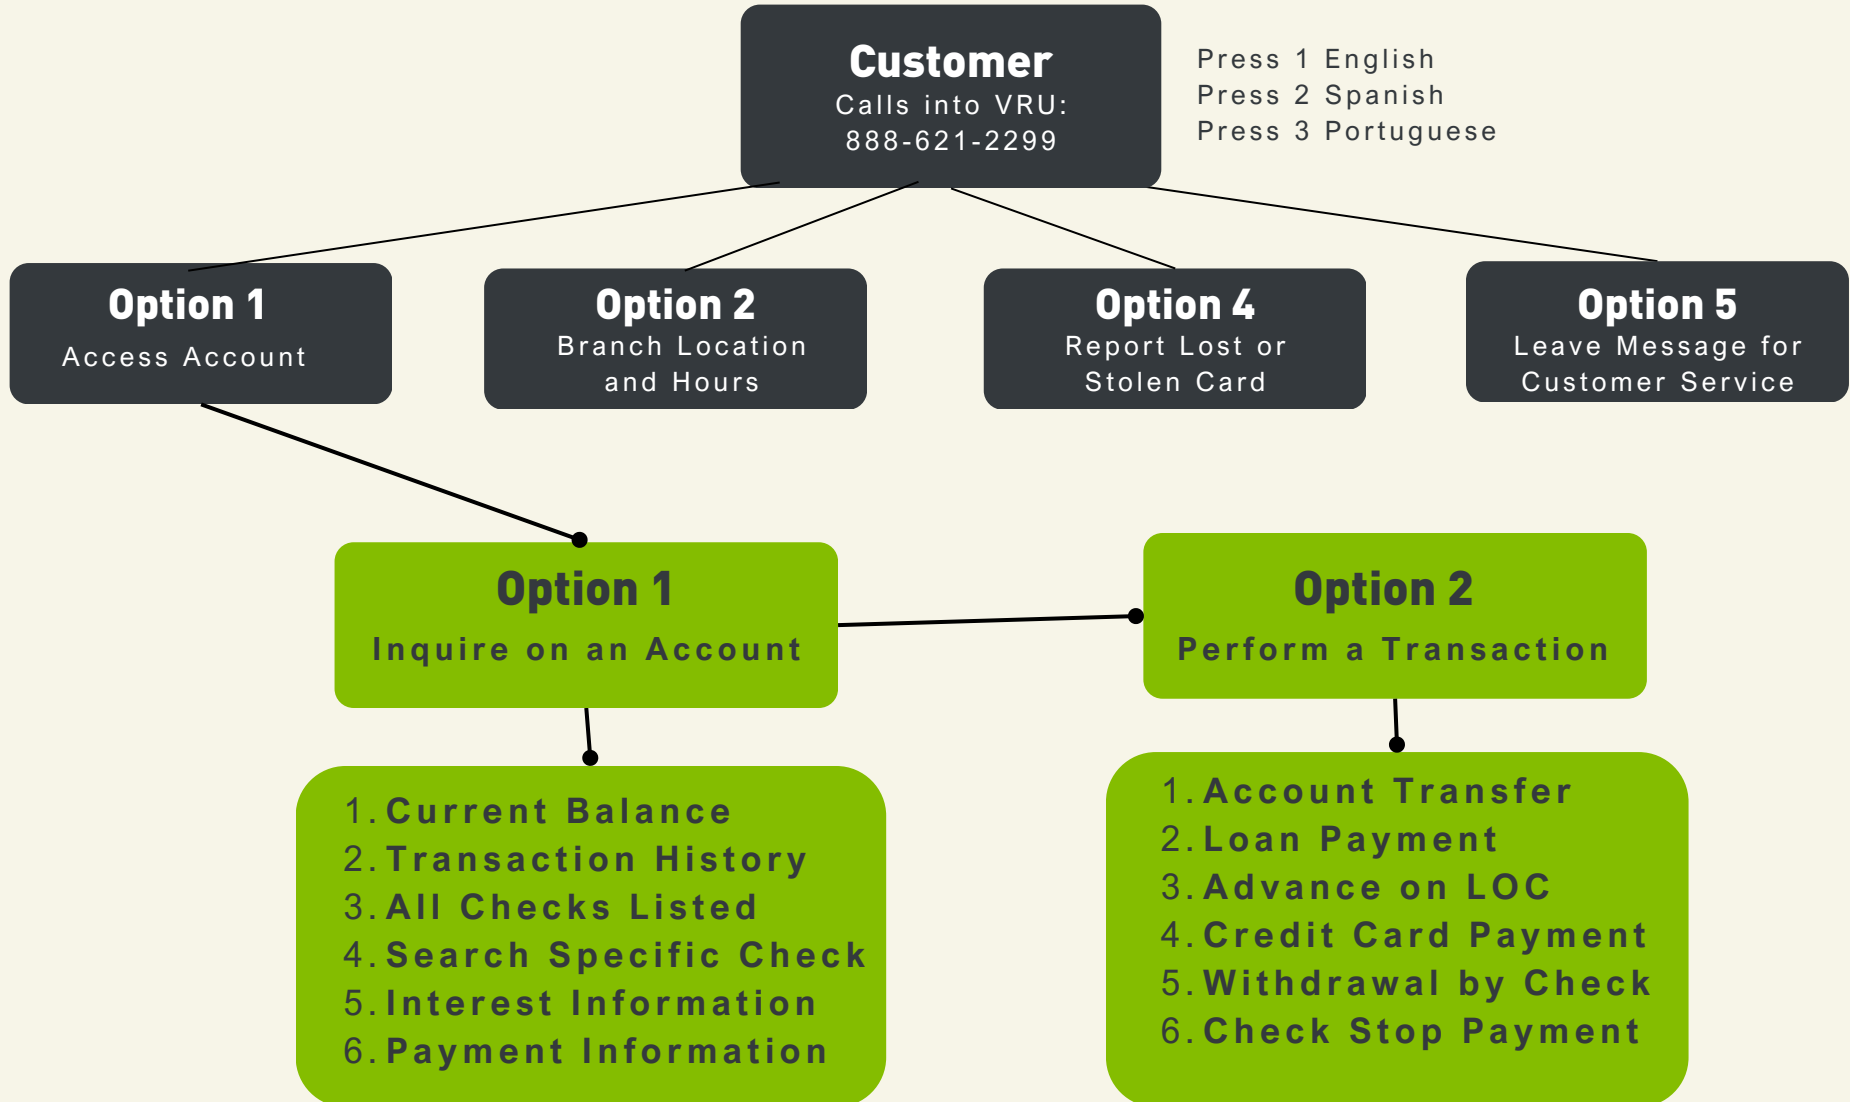 Customer
Calls into VRU:
888-621-2299
Press 1 English
Press 2 Spanish
Press 3 Portuguese
Option 1
Access Account
Option 2
Branch Location
and Hours
Option 4
Report Lost or
Stolen Card
Option 5
Leave Message for
Customer Service
Option 1
Inquire on an Account
Option 2
Perform a Transaction
1. Current Balance
2. Transaction History
3. All Checks Listed
4. Search Specific Check
5. Interest Information
6. Payment Information
1. Account Transfer
2. Loan Payment
3. Advance on LOC
4. Credit Card Payment
5. Withdrawal by Check
6. Check Stop Payment